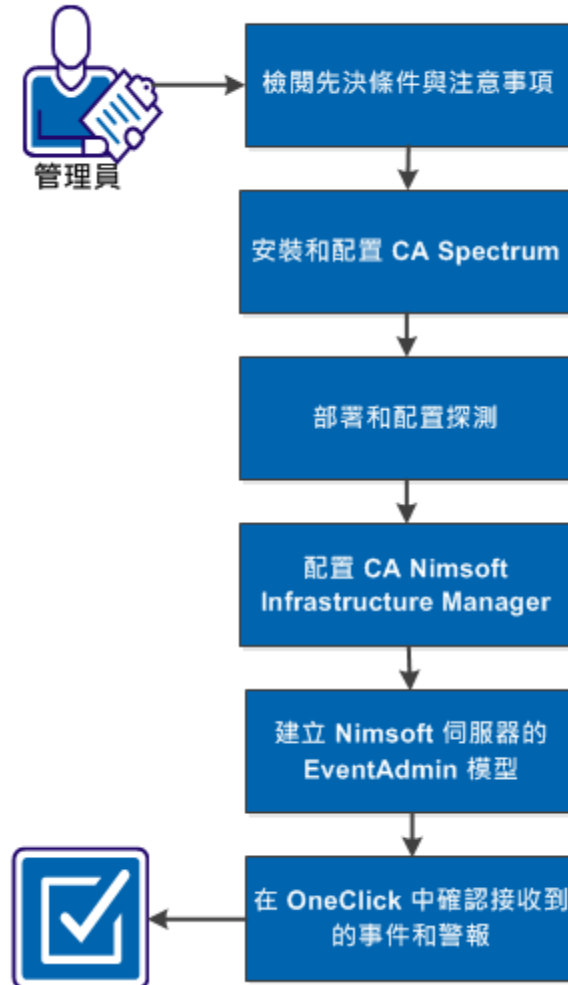 管理員
檢閱先決條件與注意事項
安裝和配置 CA Spectrum
部署和配置探測
配置 CA Nimsoft
Infrastructure Manager
建立 Nimsoft 伺服器的
EventAdmin 模型
在 OneClick 中確認接收到
的事件和警報